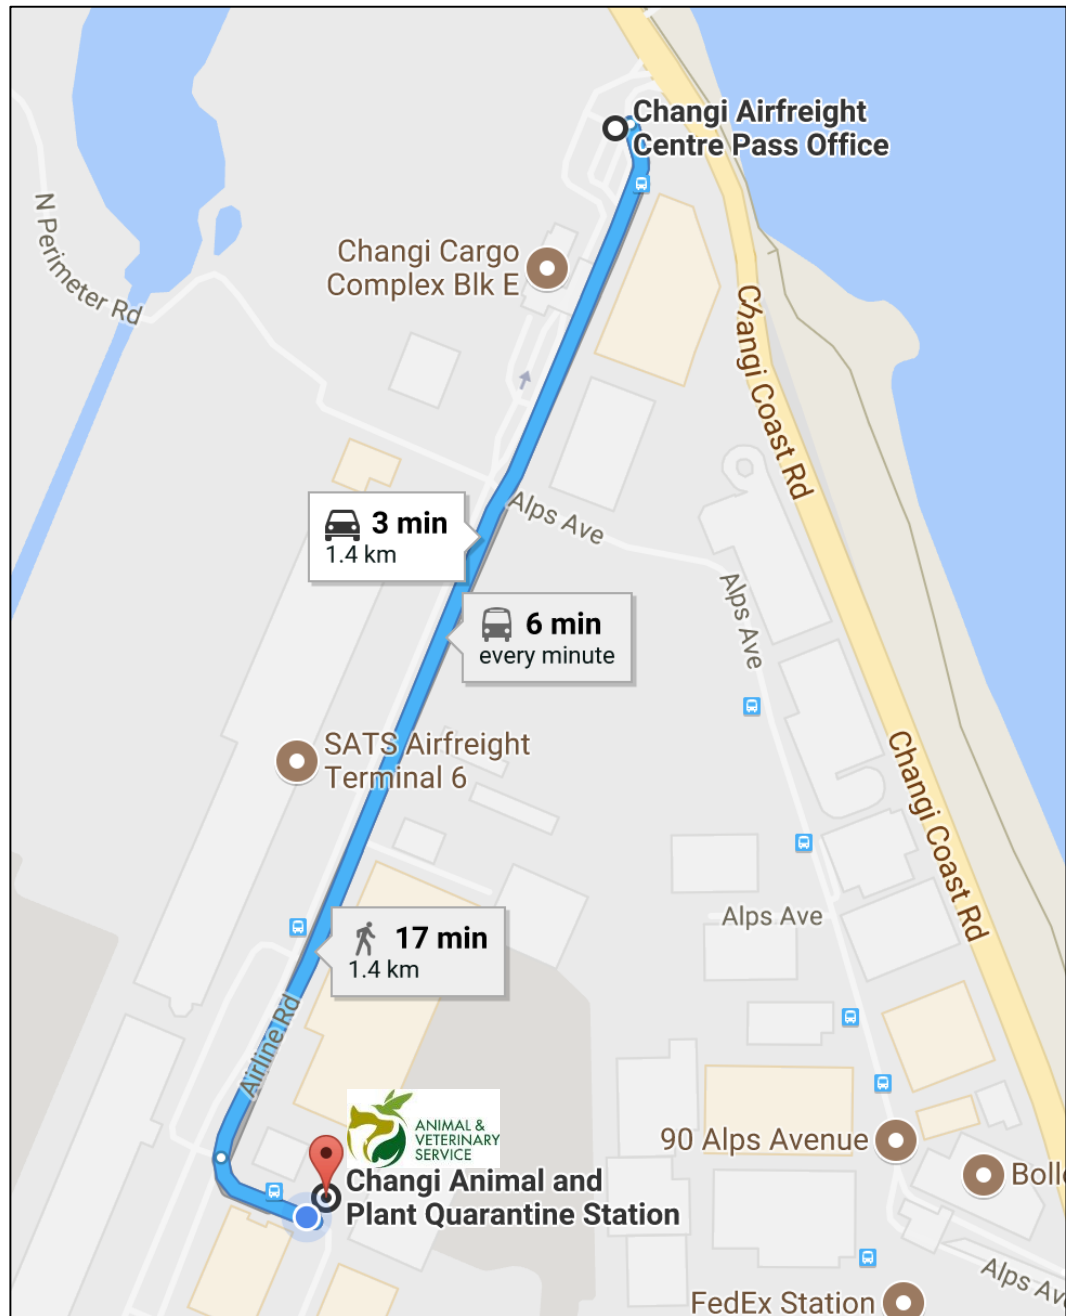 Changi Airfreight
Centre Pass Office
N Perimeter Rd
Changi Cargo
Complex Blk E
Changi Coast Rd
3 min
1.4 km
Alps Ave
Alps Ave
6 min
every minute
SATS Airfreight
Terminal 6
Changi Coast Rd
17 min
1.4 km
Alps Ave
Airline Rd
ANIMAL &
VETERINARY
SERVICE
90 Alps Avenue
Changi Animal and
Plant Quarantine Station
Bolle
Alps Av
FedEx Station